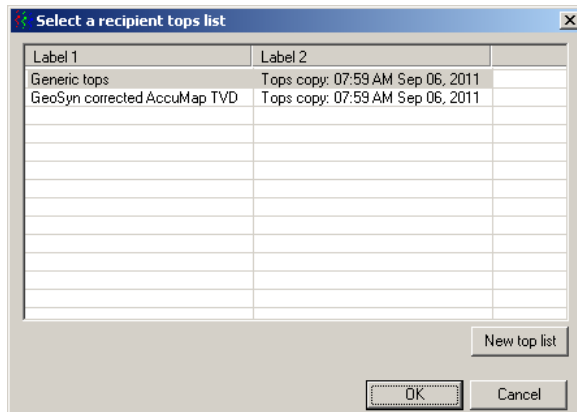 Select a recipient tops list
Label 1 Label 2
Generic tops Tops copy: 07:59 AM Sep 06, 2011
GeoSyn corrected AccuMap TVD Tops copy: 07:59 AM Sep 06, 2011
New top list
OK Cancel